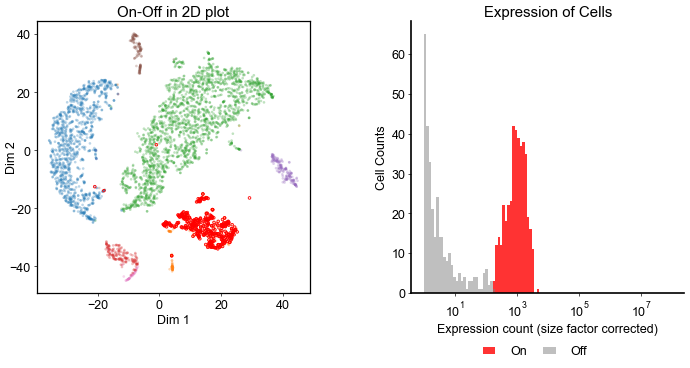 On-Off in 2D plot
Dim 2
40
20
0
−20
−40
−20
0
20
40
Dim 1
Expression of Cells
Cell Counts
60
50
40
30
20
10
0
10^1
10^3
10^5
10^7
Expression count (size factor corrected)
On
Off